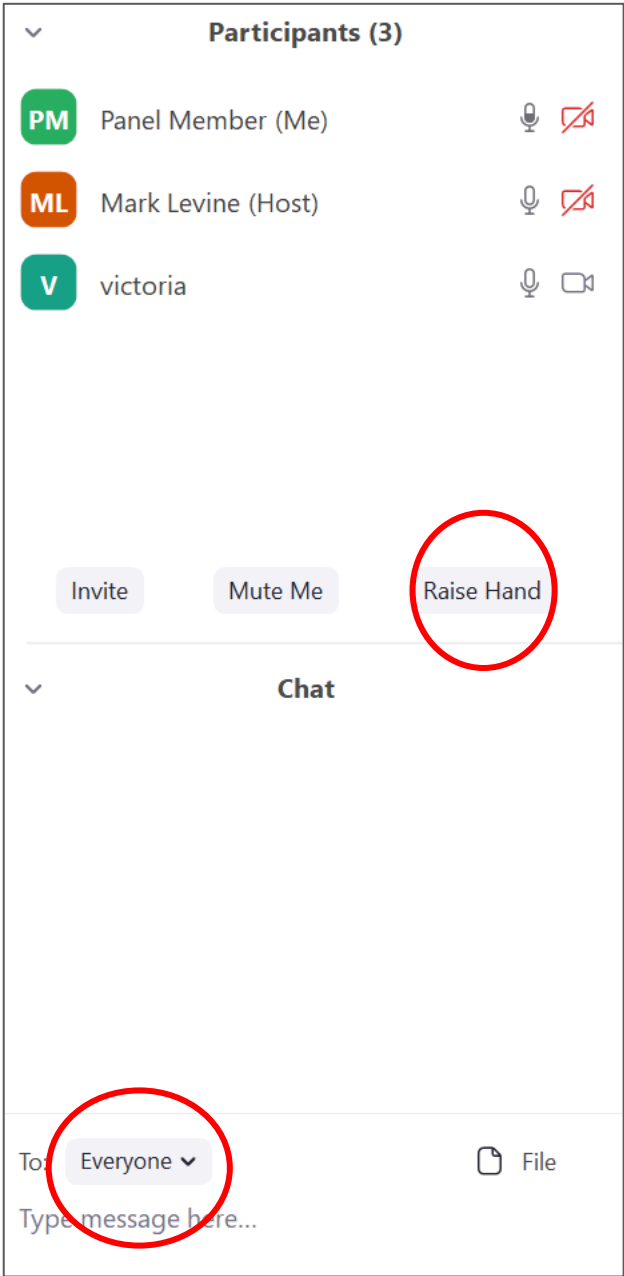 Participants (3)
PM Panel Member (Me)
ML Mark Levine (Host)
V victoria
Invite Mute Me Raise Hand
Chat
To: Everyone File
Type message here...